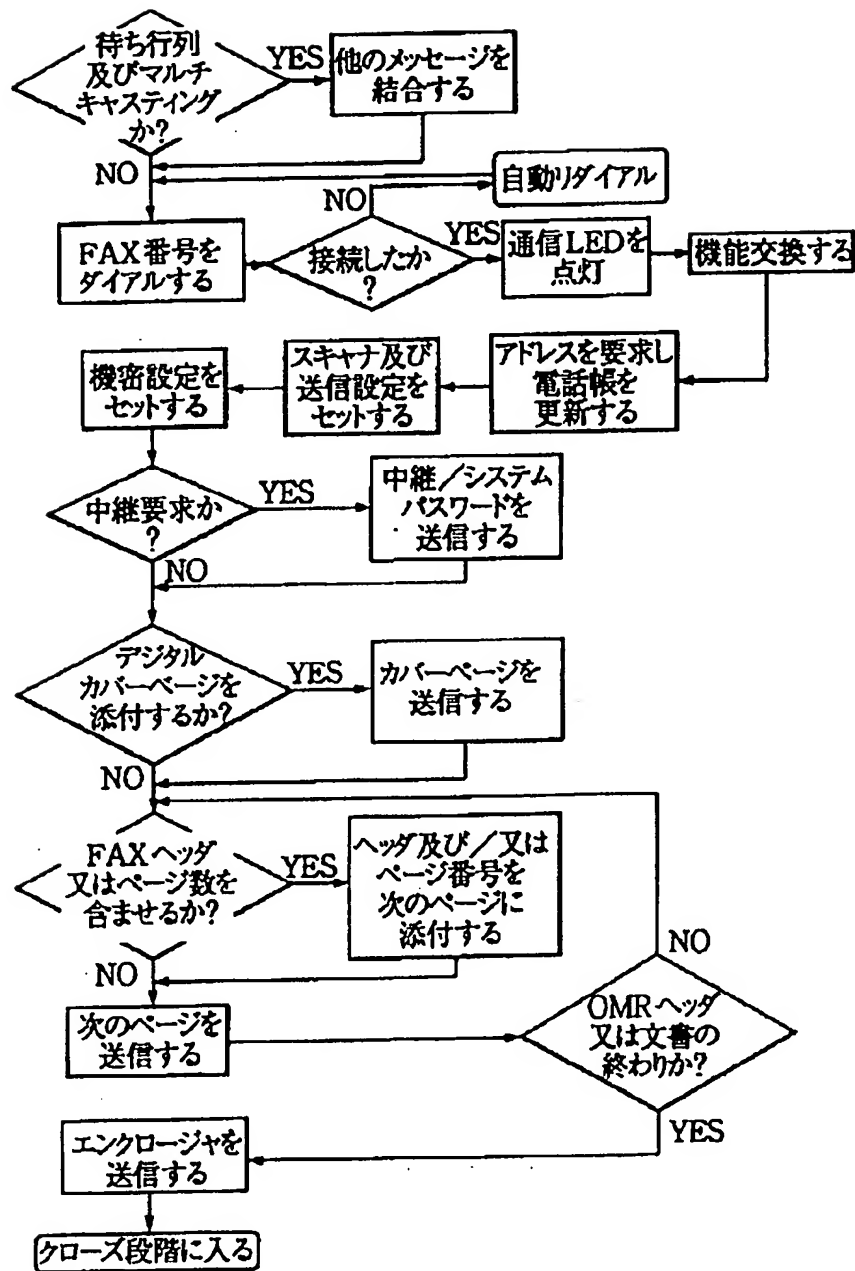 待ち行列
及びマルチ
キャスティング
か?
YES
他のメッセージを
結合する
NO
自動リダイアル
NO
FAX番号を
ダイアルする
接続したか
?
YES
通信LEDを
点灯
機能交換する
アドレスを要求し
電話帳を
更新する
スキャナ及び
送信設定を
セットする
機密設定を
セットする
中継要求か
?
YES
中継/システム
パスワードを
送信する
NO
デジタル
カバーページを
添付するか?
YES
カバーページを
送信する
NO
FAXヘッダ
又はページ数を
含ませるか?
YES
ヘッダ及び/又は
ページ番号を
次のページに
添付する
NO
次のページを
送信する
OMRヘッダ
又は文書の
終わりか?
NO
YES
エンクロージャを
送信する
クローズ段階に入る